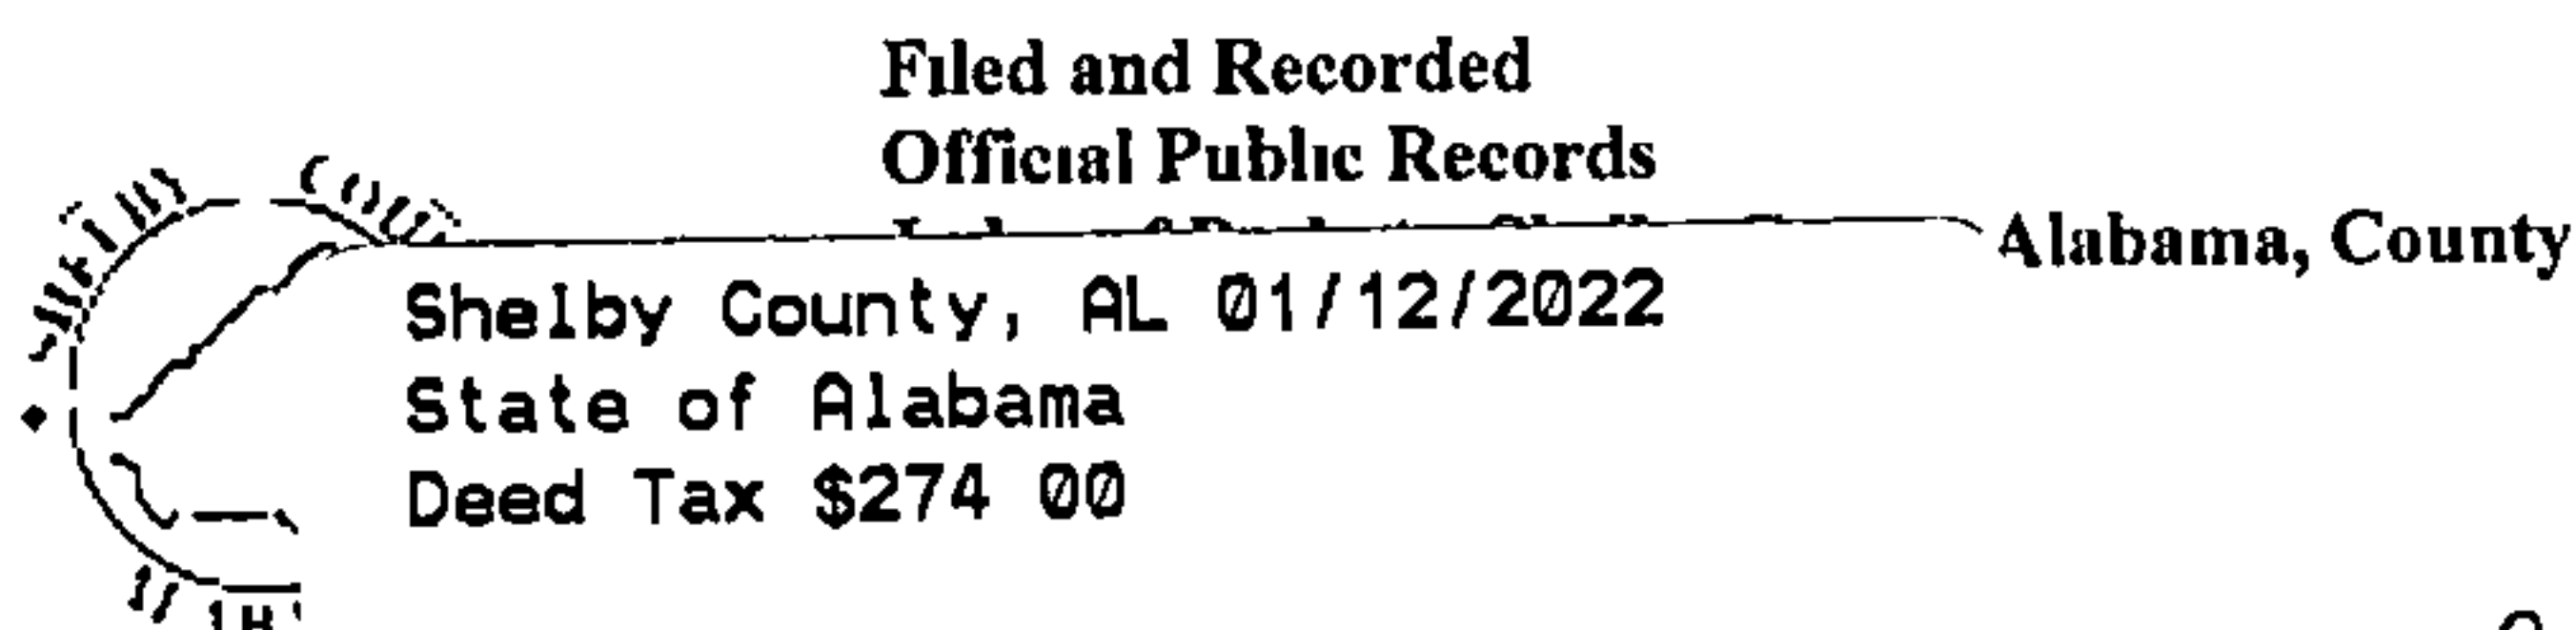 Filed and Recorded
Official Public Records
Alabama, County
Shelby County, AL 01/12/2022
State of Alabama
Deed Tax $274 00